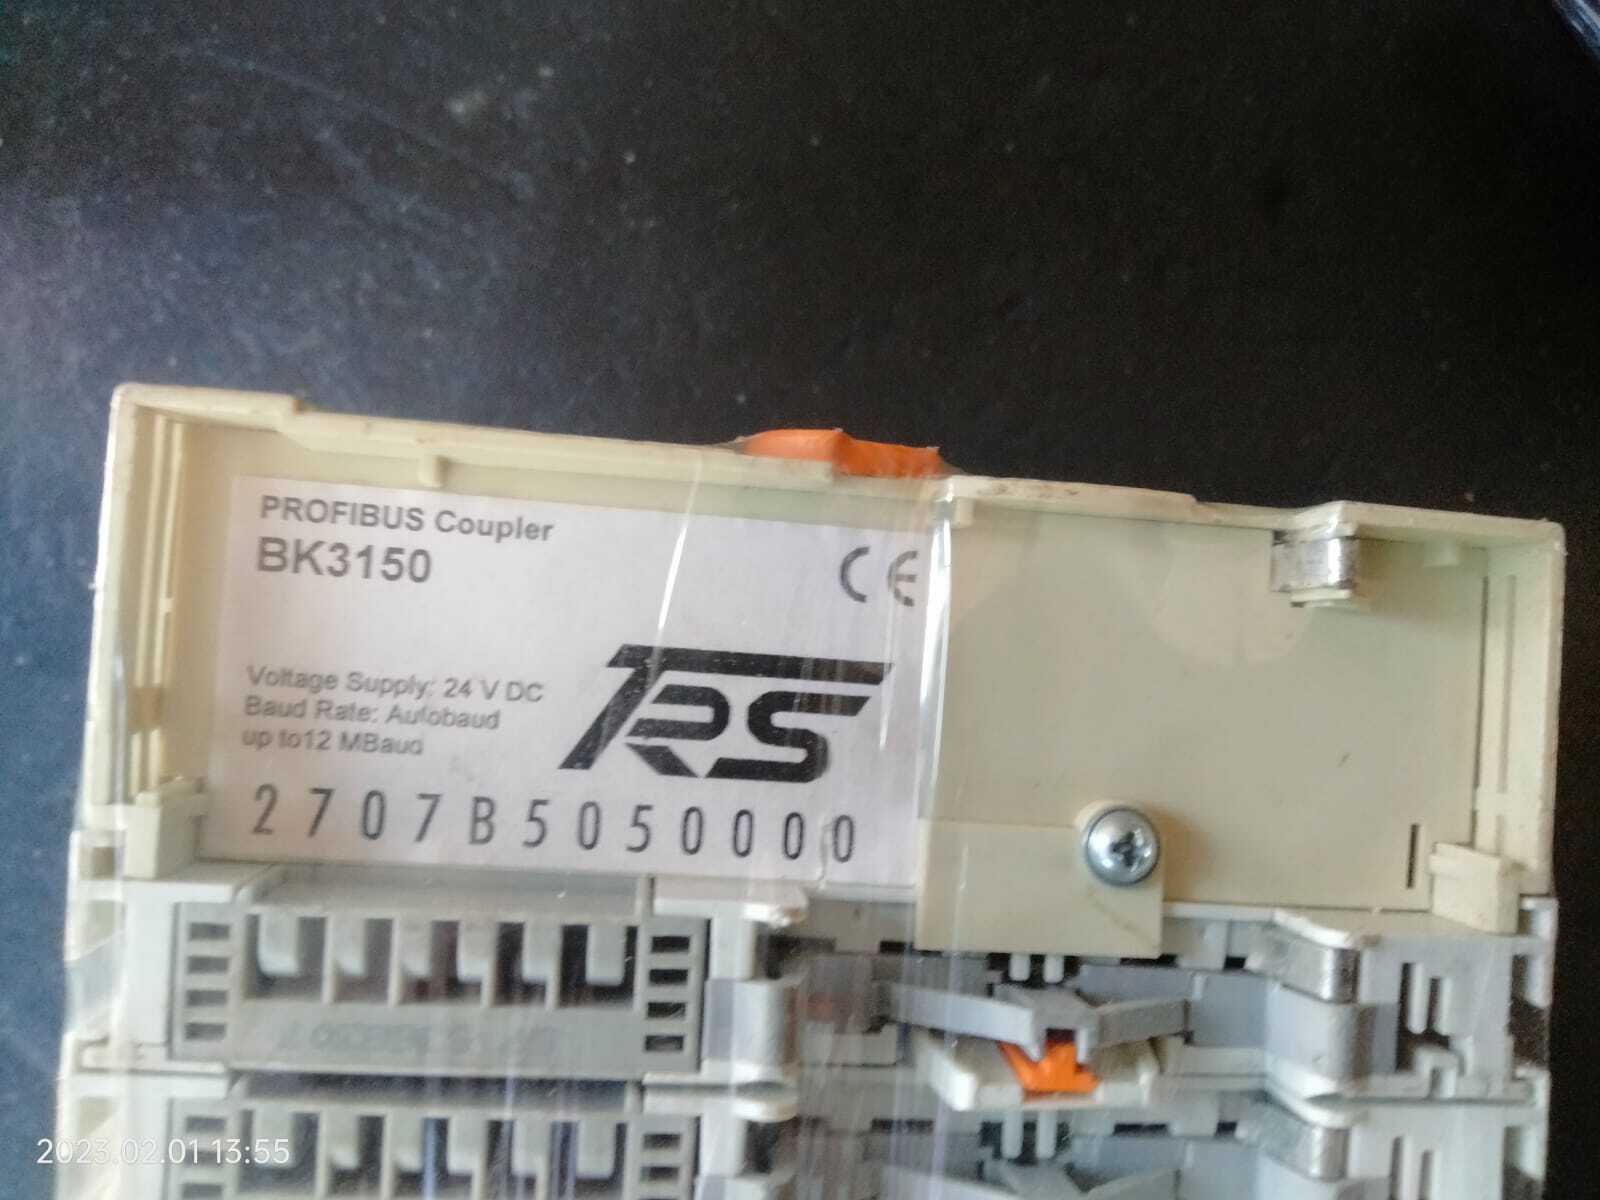 PROFIBUS Coupler
BK3150
CE
TRS
Voltage Supply: 24 V DC
Baud Rate: Autobaud
up to12 MBaud
2707B5050000
2023.02.01 13:55